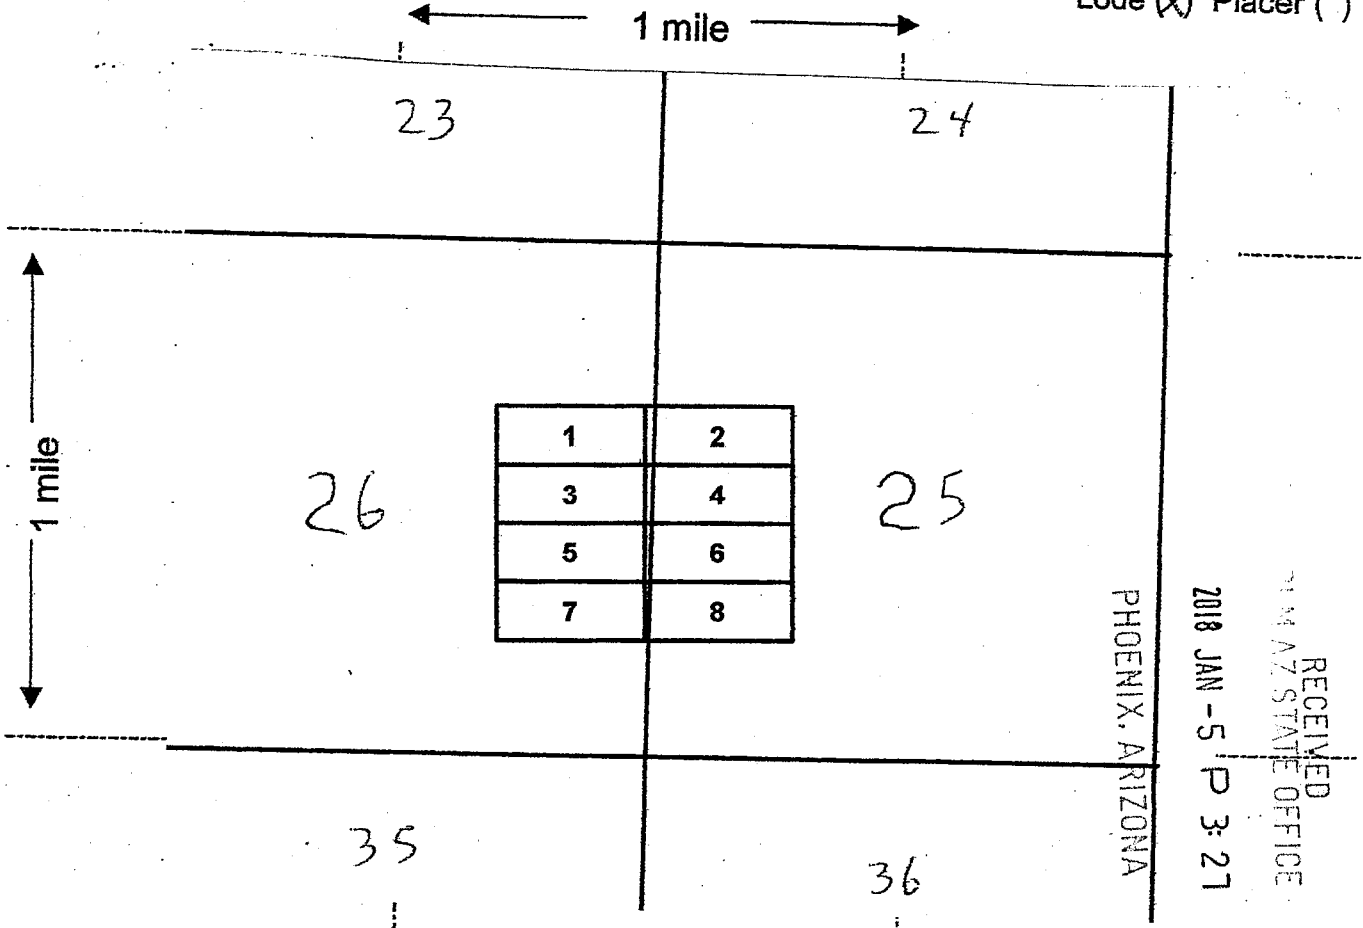 Lode (X) Placer ( )
1 mile
23
24
1 mile
1
2
3
4
5
6
7
8
26
25
35
36
RECEIVED
AZ STATE OFFICE
2018 JAN -5 P 3:27
PHOENIX, ARIZONA